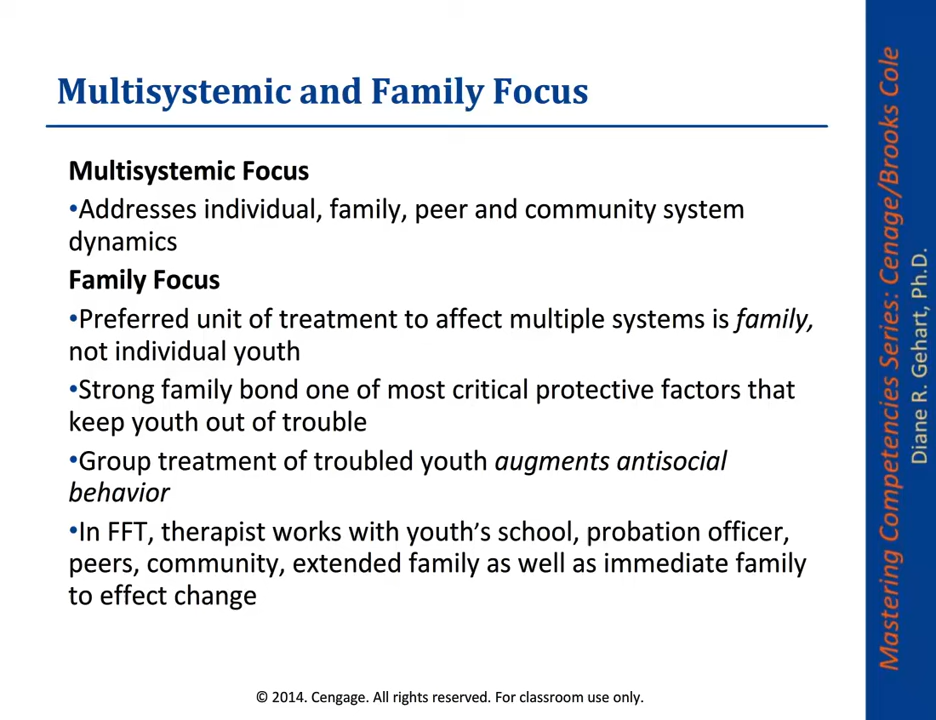 Multisystemic and Family Focus
Multisystemic Focus
•Addresses individual, family, peer and community system
dynamics
Family Focus
•Preferred unit of treatment to affect multiple systems is family,
not individual youth
•Strong family bond one of most critical protective factors that
keep youth out of trouble
•Group treatment of troubled youth augments antisocial
behavior
•In FFT, therapist works with youth's school, probation officer,
peers, community, extended family as well as immediate family
to effect change
© 2014. Cengage. All rights reserved. For classroom use only.
Mastering Competencies Series: Cenage/Brooks Cole
Diane R. Gehart, Ph.D.